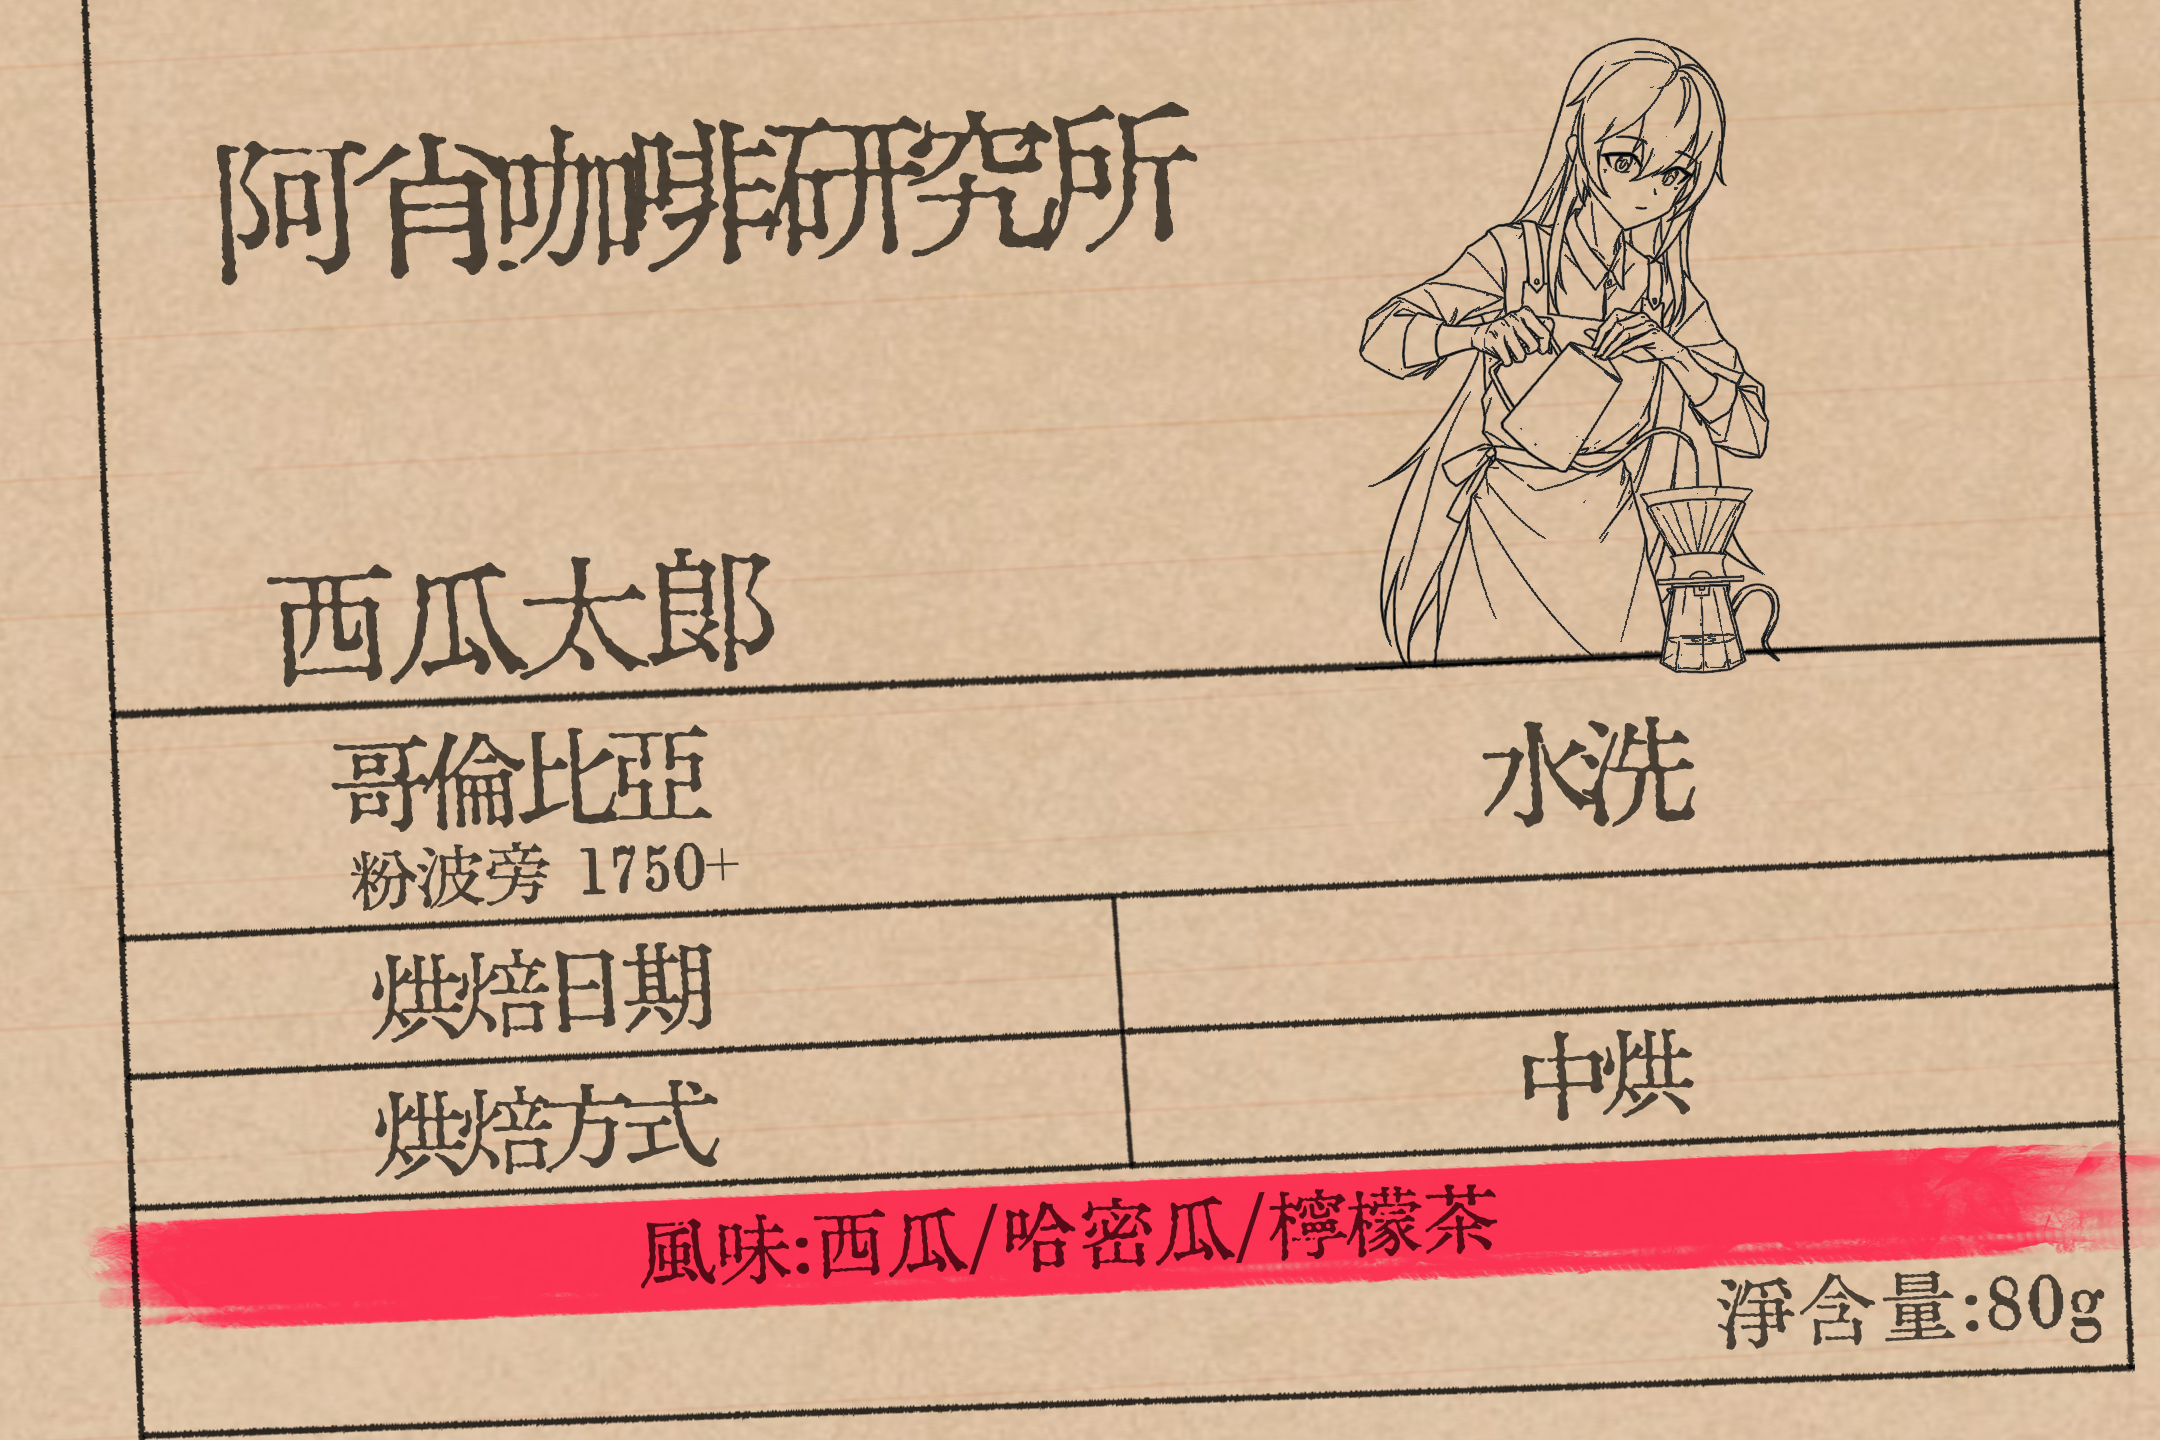 阿肖咖啡研究所
西瓜太郎
哥倫比亞
水洗
粉波旁 1750+
烘焙日期
烘焙方式
中烘
風味:西瓜/哈密瓜/檸檬茶
淨含量:80g